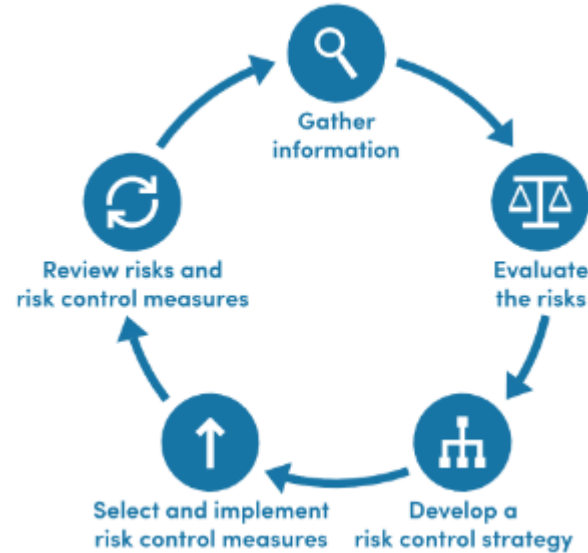 Gather
information
Evaluate
the risks
Develop a
risk control strategy
Select and implement
risk control measures
Review risks and
risk control measures